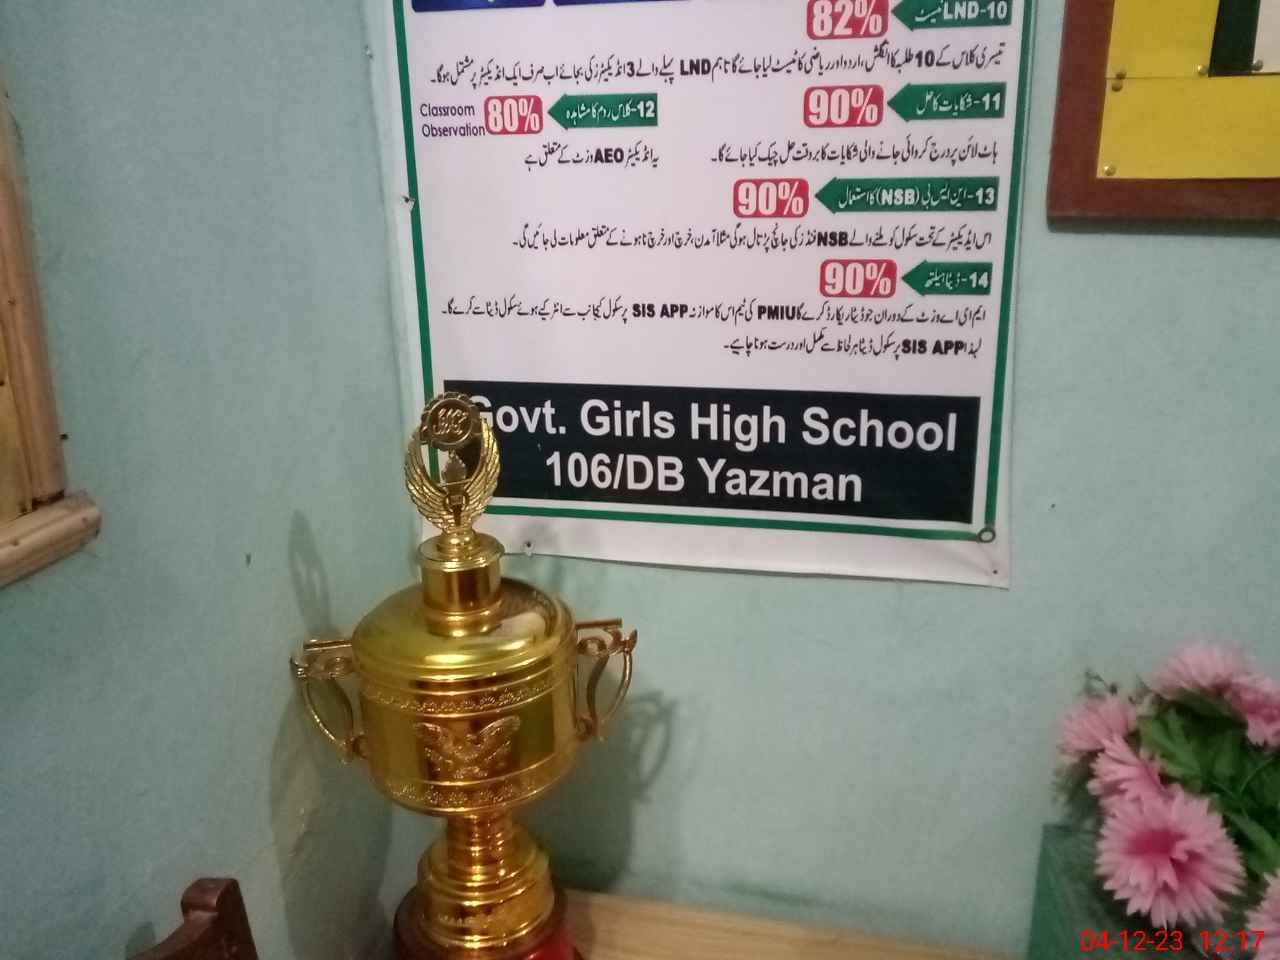 LND-10 ٹیسٹ 82%
تیسری کلاس کے 10 طلبہ کا انگلش، اردو اور ریاضی کا ٹیسٹ لیا جائے گا تاہم LND پہلے والے 3 انڈیکیٹرز کی بجائے اب صرف ایک انڈیکیٹر پر مشتمل ہوگا۔
11- شکایات کا حل 90%
ہاٹ لائن پر درج کروائی جانے والی شکایات کا بروقت حل چیک کیا جائے گا۔
12- کلاس روم کا مشاہدہ 80% Classroom
Observation
یہ انڈیکیٹر AEO وزٹ کے متعلق ہے
13- این ایس بی (NSB) کا استعمال 90%
اس انڈیکیٹر کے تحت سکول کو ملنے والے NSB فنڈز کی جانچ پڑتال ہوگی مثلا آمدن، خرچ اور خرچ نا ہونے کے متعلق معلومات لی جائیں گی۔
14- ڈیٹا ہیلتھ 90%
ایم ای اے وزٹ کے دوران جو ڈیٹا ریکارڈ کرے گا PMIU کی ٹیم اس کا موازنہ SIS APP پر سکول کیجانب سے انٹر کیے ہوئے سکول ڈیٹا سے کرے گا۔
لہذا SIS APP پر سکول ڈیٹا ہر لحاظ سے مکمل اور درست ہونا چاہیے۔
Govt. Girls High School
106/DB Yazman
04-12-23 12:17